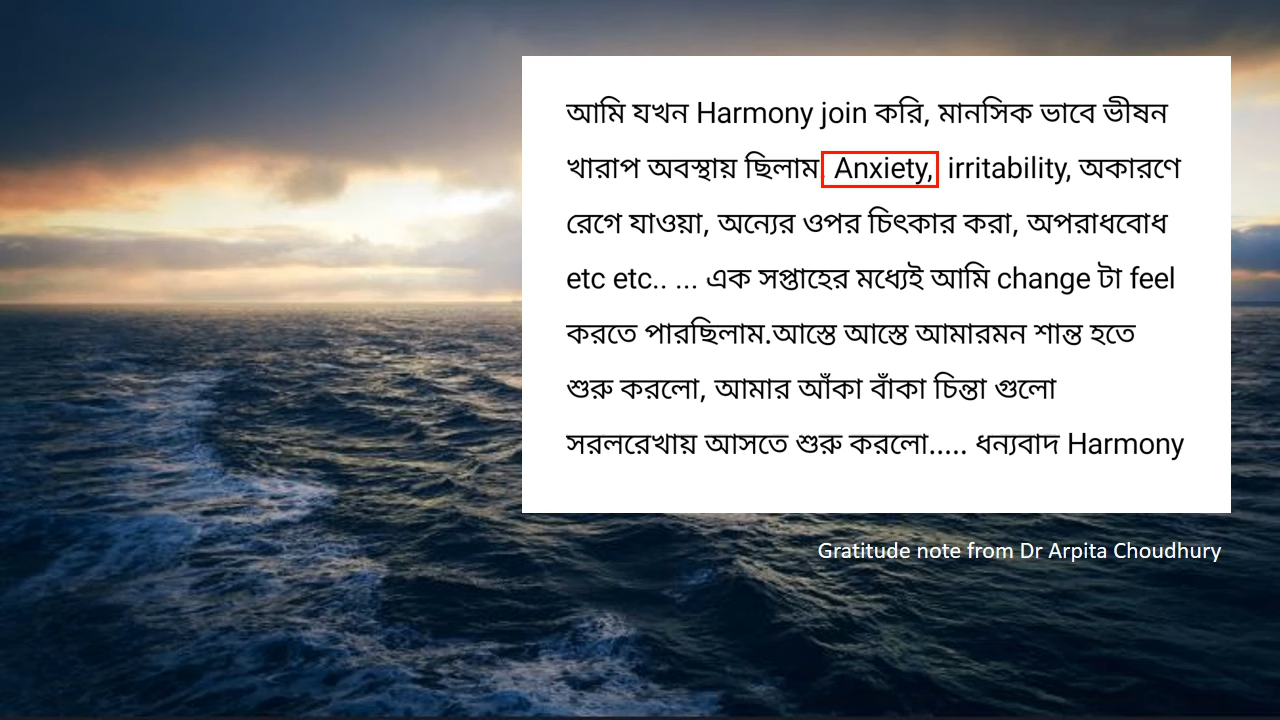 আমি যখন Harmony join করি, মানসিক ভাবে ভীষন
খারাপ অবস্থায় ছিলাম. Anxiety, irritability, অকারণে
রেগে যাওয়া, অন্যের ওপর চিৎকার করা, অপরাধবোধ
etc etc.. ... এক সপ্তাহের মধ্যেই আমি change টা feel
করতে পারছিলাম.আস্তে আস্তে আমারমন শান্ত হতে
শুরু করলো, আমার আঁকা বাঁকা চিন্তা গুলো
সরলরেখায় আসতে শুরু করলো..... ধন্যবাদ Harmony
Gratitude note from Dr Arpita Choudhury